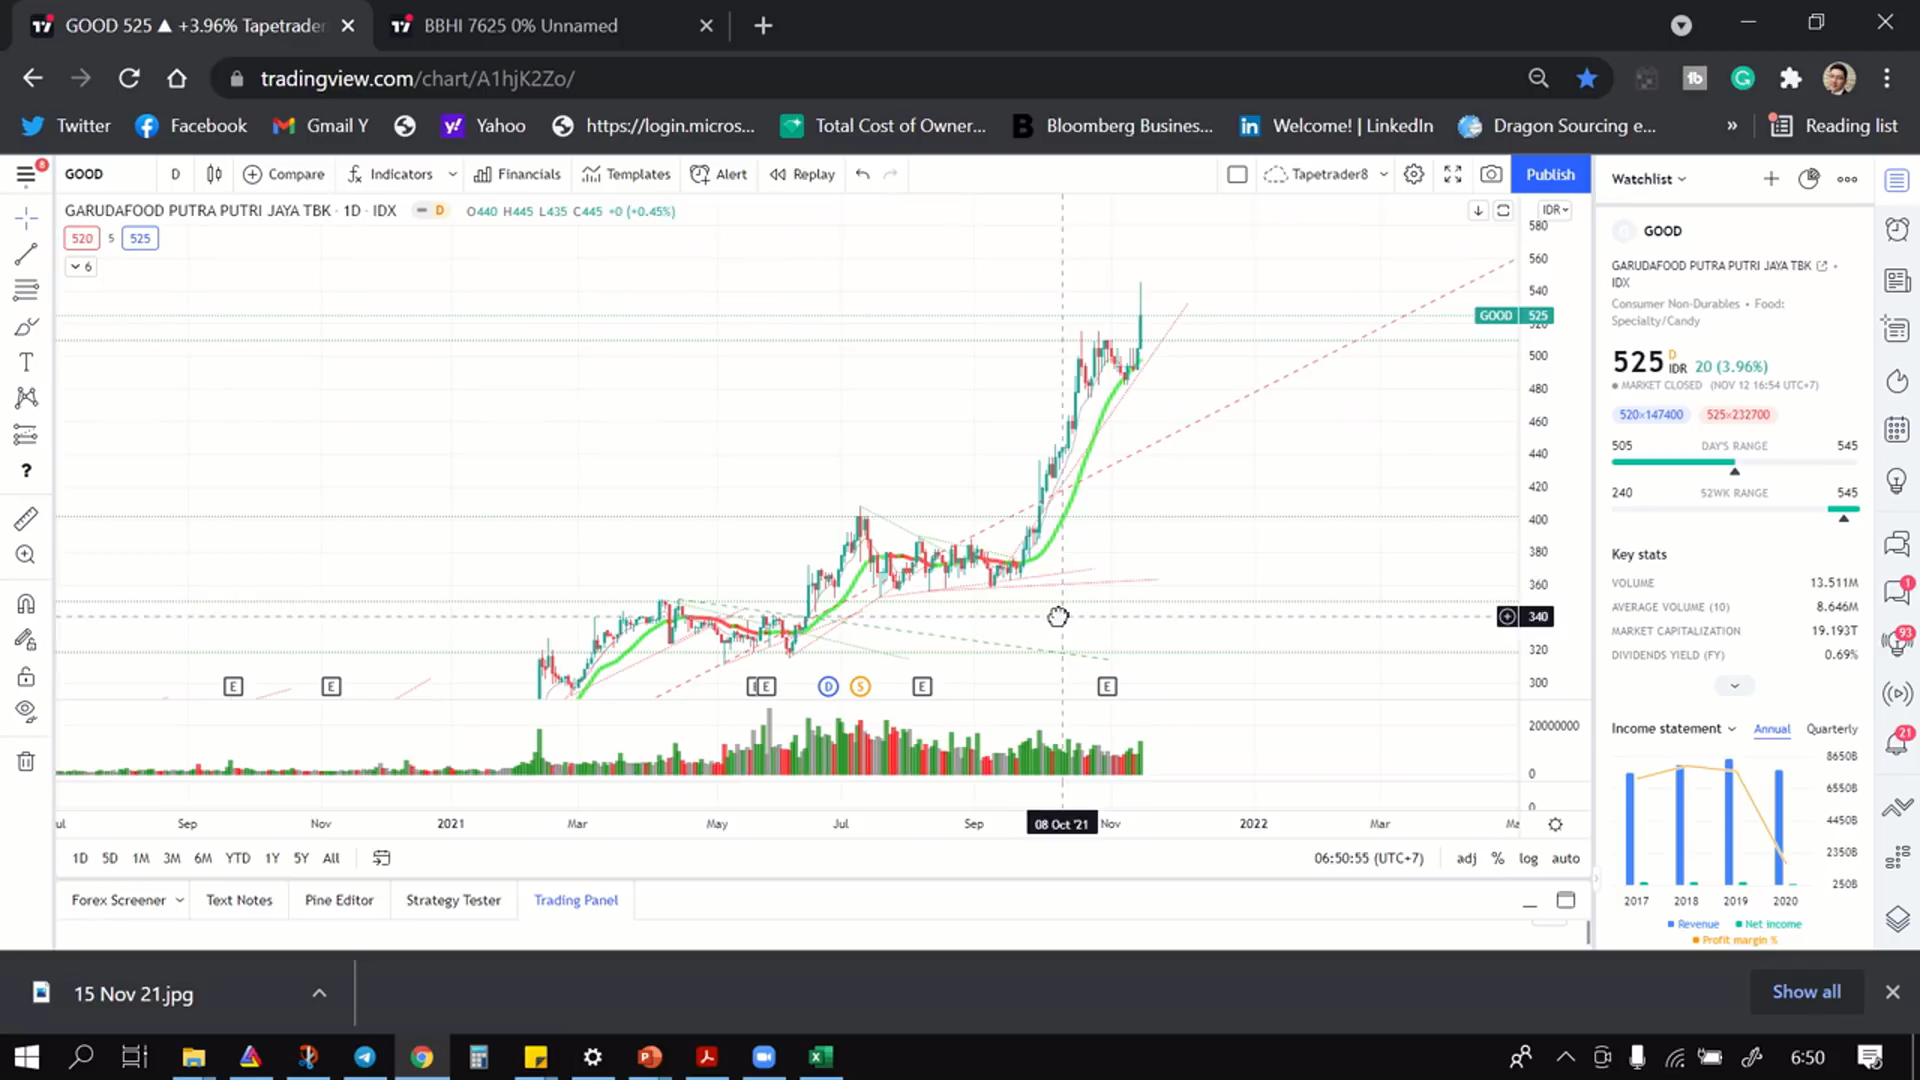 GOOD 525 ▲ +3.96% Tapetrader
BBHI 7625 0% Unnamed
tradingview.com/chart/A1hjK2Zo/
Twitter
Facebook
Gmail Y
Yahoo
https://login.micros...
Total Cost of Owner...
Bloomberg Business...
Welcome! | LinkedIn
Dragon Sourcing e...
»
Reading list
8
GOOD
D
Compare
Indicators
Financials
Templates
Alert
Replay
Tapetrader8
Publish
Watchlist
GARUDAFOOD PUTRA PUTRI JAYA TBK · 1D · IDX
D
O440 H445 L435 C445 +0 (+0.45%)
IDR
520
5
525
6
580
560
540
520
500
480
460
440
420
400
380
360
340
320
300
GOOD 525
E
E
E
D
S
E
E
20000000
0
0
Sep
Nov
2021
Mar
May
Jul
Sep
08 Oct '21
Nov
2022
Mar
1D 5D 1M 3M 6M YTD 1Y 5Y All
06:50:55 (UTC+7)
adj % log auto
Forex Screener
Text Notes
Pine Editor
Strategy Tester
Trading Panel
GOOD
GARUDAFOOD PUTRA PUTRI JAYA TBK
IDX
Consumer Non-Durables • Food:
Specialty/Candy
525 D IDR 20 (3.96%)
MARKET CLOSED (NOV 12 16:54 UTC+7)
520×147400
525×232700
505 DAY'S RANGE 545
240 52WK RANGE 545
Key stats
VOLUME 13.511M
AVERAGE VOLUME (10) 8.646M
MARKET CAPITALIZATION 19.193T
DIVIDENDS YIELD (FY) 0.69%
Income statement
Annual
Quarterly
8650B
6550B
4450B
2350B
250B
2017 2018 2019 2020
Revenue
Net income
Profit margin %
1
93
21
15 Nov 21.jpg
Show all
6:50